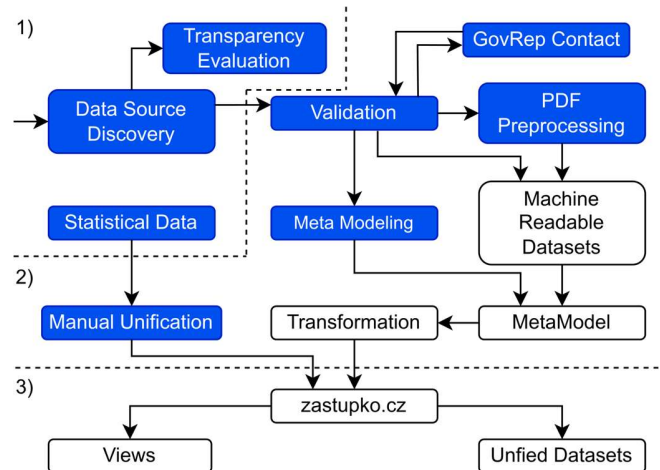 1)
Transparency
Evaluation
GovRep Contact
Data Source
Discovery
Validation
PDF
Preprocessing
Statistical Data
Meta Modeling
Machine
Readable
Datasets
2)
Manual Unification
Transformation
MetaModel
3)
zastupko.cz
Views
Unfied Datasets